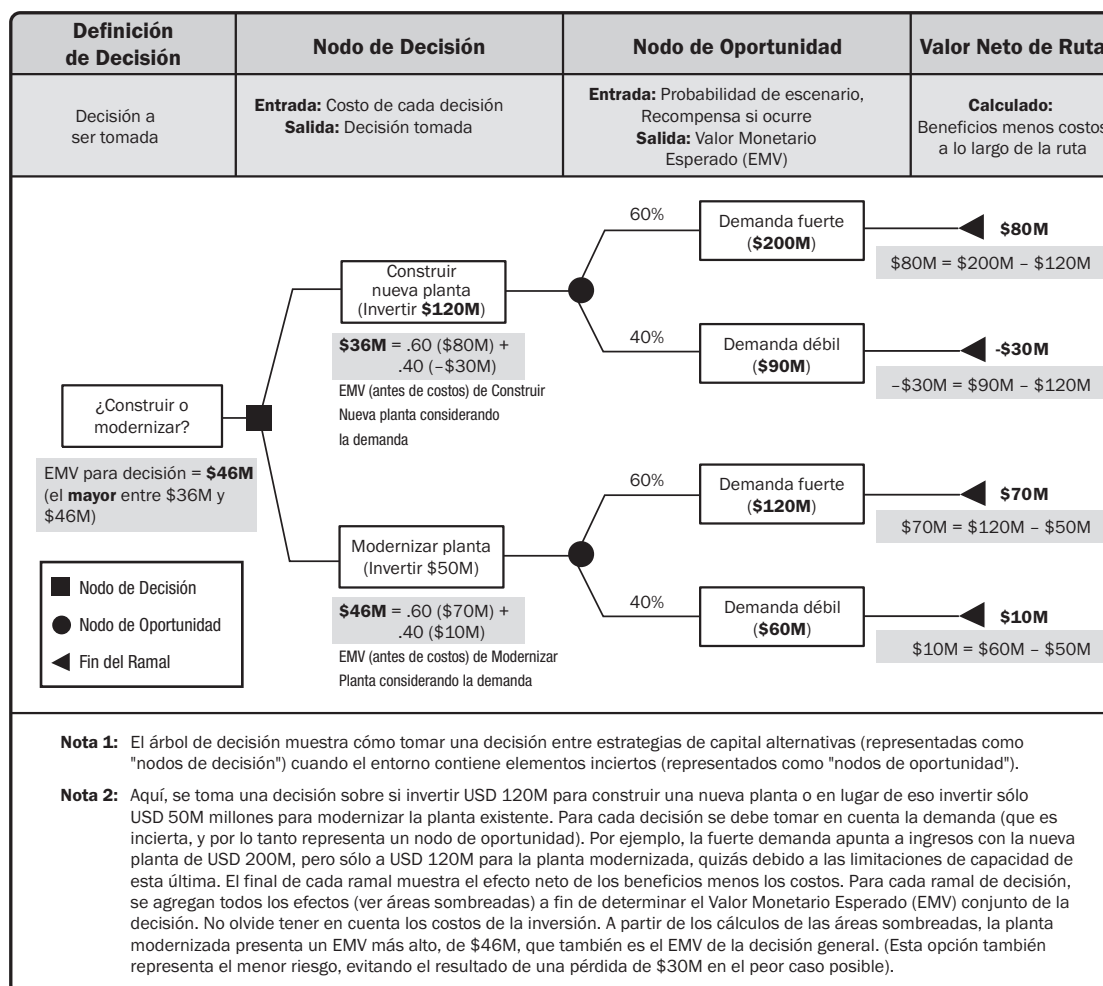 Definición
de Decisión
Nodo de Decisión
Nodo de Oportunidad
Valor Neto de Ruta
Decisión a
ser tomada
Entrada: Costo de cada decisión
Salida: Decisión tomada
Entrada: Probabilidad de escenario,
Recompensa si ocurre
Salida: Valor Monetario
Esperado (EMV)
Calculado:
Beneficios menos costos
a lo largo de la ruta
¿Construir o
modernizar?
EMV para decisión = $46M
(el mayor entre $36M y
$46M)
Construir
nueva planta
(Invertir $120M)
$36M = .60 ($80M) +
.40 (–$30M)
EMV (antes de costos) de Construir
Nueva planta considerando
la demanda
60%
Demanda fuerte
($200M)
$80M
$80M = $200M – $120M
40%
Demanda débil
($90M)
-$30M
–$30M = $90M – $120M
Modernizar planta
(Invertir $50M)
$46M = .60 ($70M) +
.40 ($10M)
EMV (antes de costos) de Modernizar
Planta considerando la demanda
60%
Demanda fuerte
($120M)
$70M
$70M = $120M – $50M
40%
Demanda débil
($60M)
$10M
$10M = $60M – $50M
Nodo de Decisión
Nodo de Oportunidad
Fin del Ramal
Nota 1: El árbol de decisión muestra cómo tomar una decisión entre estrategias de capital alternativas (representadas como
"nodos de decisión") cuando el entorno contiene elementos inciertos (representados como "nodos de oportunidad").
Nota 2: Aquí, se toma una decisión sobre si invertir USD 120M para construir una nueva planta o en lugar de eso invertir sólo
USD 50M millones para modernizar la planta existente. Para cada decisión se debe tomar en cuenta la demanda (que es
incierta, y por lo tanto representa un nodo de oportunidad). Por ejemplo, la fuerte demanda apunta a ingresos con la nueva
planta de USD 200M, pero sólo a USD 120M para la planta modernizada, quizás debido a las limitaciones de capacidad de
esta última. El final de cada ramal muestra el efecto neto de los beneficios menos los costos. Para cada ramal de decisión,
se agregan todos los efectos (ver áreas sombreadas) a fin de determinar el Valor Monetario Esperado (EMV) conjunto de la
decisión. No olvide tener en cuenta los costos de la inversión. A partir de los cálculos de las áreas sombreadas, la planta
modernizada presenta un EMV más alto, de $46M, que también es el EMV de la decisión general. (Esta opción también
representa el menor riesgo, evitando el resultado de una pérdida de $30M en el peor caso posible).